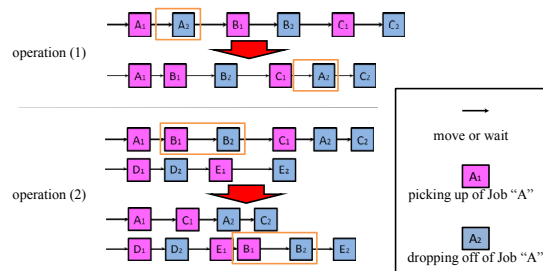 A1 A2 B1 B2 C1 C2
operation (1)
A1 B1 B2 C1 A2 C2
A1 B1 B2 C1 A2 C2
D1 D2 E1 E2
operation (2)
A1 C1 A2 C2
D1 D2 E1 B1 B2 E2
move or wait
A1
picking up of Job “A”
A2
dropping off of Job “A”